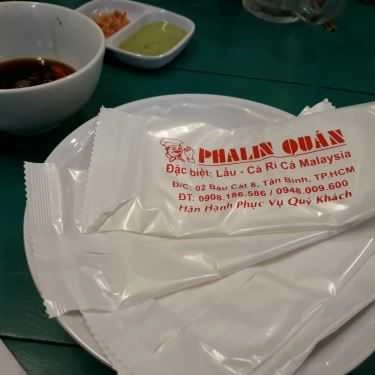 PHALIN QUÁN
Đặc biệt: Lẩu - Cà Ri Cá Malaysia
Đ/C: 02 Bàu Cát 8, Tân Bình, TP.HCM
ĐT: 0908.186.586 / 0948.009.600
Hân Hạnh Phục Vụ Quý Khách